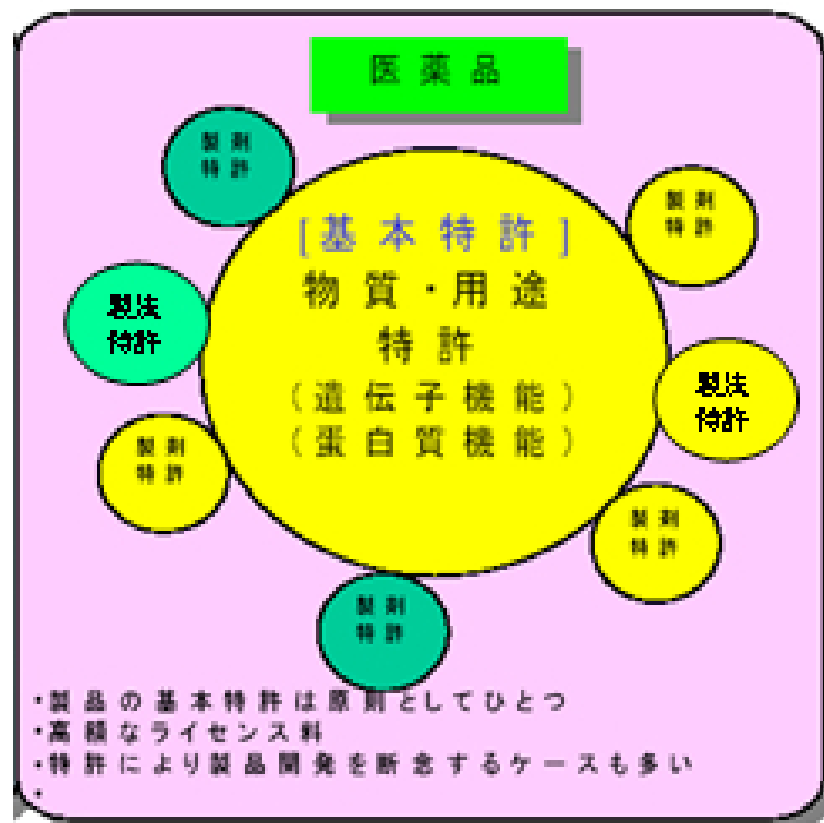 医薬品
製剤
特許
製剤
特許
[基本特許]
物質・用途
特許
(遺伝子機能)
(蛋白質機能)
製法
特許
製法
特許
製剤
特許
製剤
特許
製剤
特許
・製品の基本特許は原則としてひとつ
・高額なライセンス料
・特許により製品開発を断念するケースも多い
・